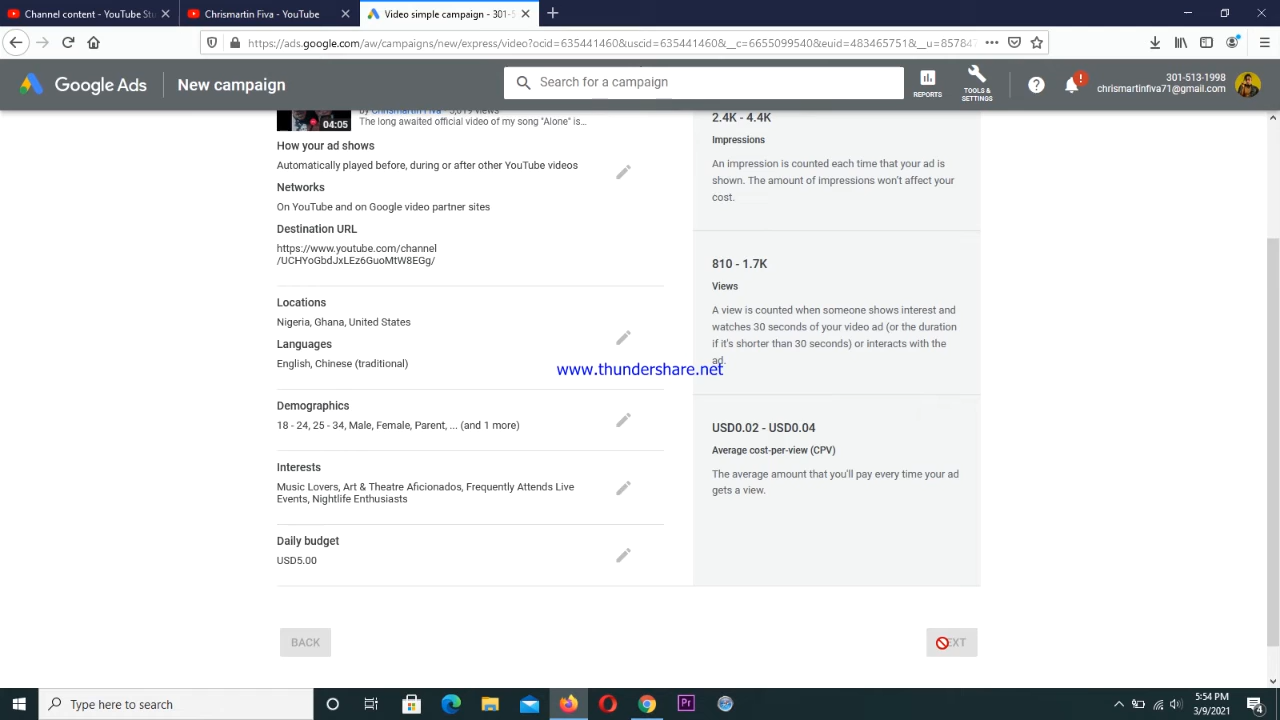 Channel content - YouTube St
Chrismartin Fiva - YouTube
Video simple campaign - 301-5
https://ads.google.com/aw/campaigns/new/express/video?ocid=635441460&uscid=635441460&__c=6655099540&euid=483465751&__u=85784
Google Ads
New campaign
Search for a campaign
REPORTS
TOOLS &
SETTINGS
301-513-1998
chrismartinfiva71@gmail.com
04:05
The long awaited official video of my song "Alone" is...
How your ad shows
Automatically played before, during or after other YouTube videos
Networks
On YouTube and on Google video partner sites
Destination URL
https://www.youtube.com/channel
/UCHYoGbdJxLEz6GuoMtW8EGg/
Locations
Nigeria, Ghana, United States
Languages
English, Chinese (traditional)
Demographics
18 - 24, 25 - 34, Male, Female, Parent, ... (and 1 more)
Interests
Music Lovers, Art & Theatre Aficionados, Frequently Attends Live
Events, Nightlife Enthusiasts
Daily budget
USD5.00
2.4K - 4.4K
Impressions
An impression is counted each time that your ad is
shown. The amount of impressions won't affect your
cost.
810 - 1.7K
Views
A view is counted when someone shows interest and
watches 30 seconds of your video ad (or the duration
if it's shorter than 30 seconds) or interacts with the
ad.
www.thundershare.net
USD0.02 - USD0.04
Average cost-per-view (CPV)
The average amount that you'll pay every time your ad
gets a view.
BACK
Type here to search
5:54 PM
3/9/2021
4